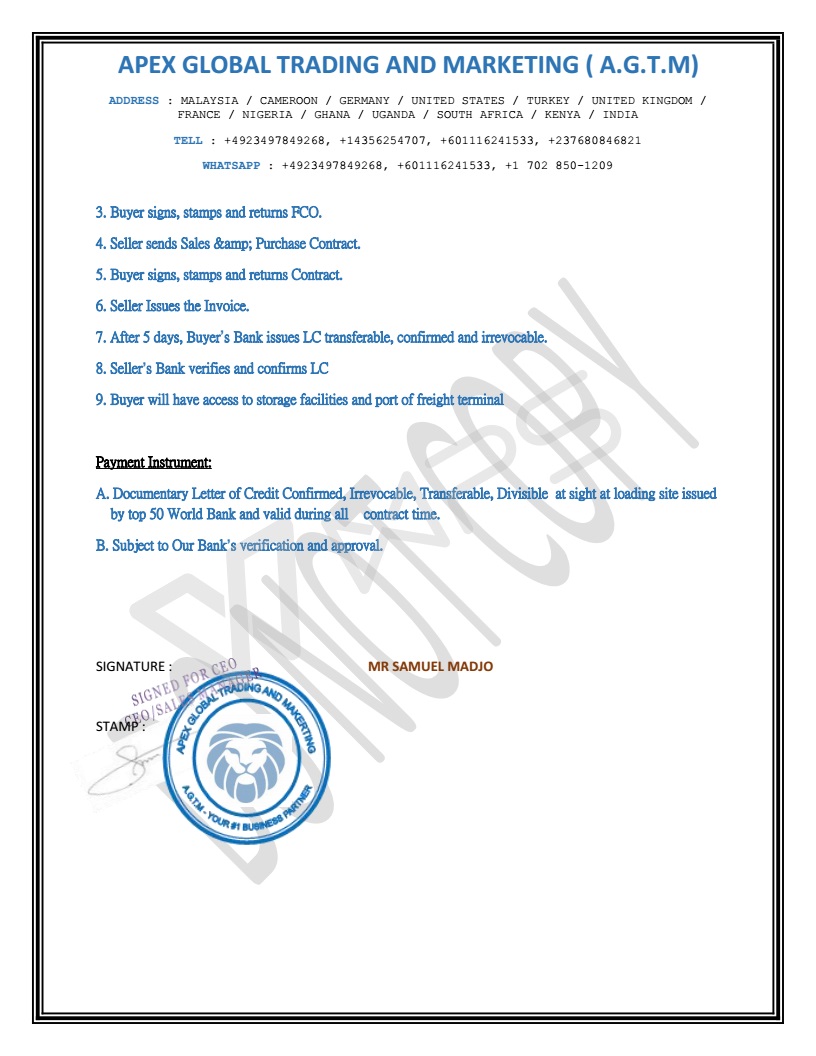 APEX GLOBAL TRADING AND MARKETING ( A.G.T.M)
ADDRESS : MALAYSIA / CAMEROON / GERMANY / UNITED STATES / TURKEY / UNITED KINGDOM /
FRANCE / NIGERIA / GHANA / UGANDA / SOUTH AFRICA / KENYA / INDIA
TELL : +4923497849268, +14356254707, +601116241533, +237680846821
WHATSAPP : +4923497849268, +601116241533, +1 702 850-1209
3. Buyer signs, stamps and returns FCO.
4. Seller sends Sales &amp; Purchase Contract.
5. Buyer signs, stamps and returns Contract.
6. Seller Issues the Invoice.
7. After 5 days, Buyer's Bank issues LC transferable, confirmed and irrevocable.
8. Seller's Bank verifies and confirms LC
9. Buyer will have access to storage facilities and port of freight terminal
Payment Instrument:
A. Documentary Letter of Credit Confirmed, Irrevocable, Transferable, Divisible at sight at loading site issued
by top 50 World Bank and valid during all contract time.
B. Subject to Our Bank's verification and approval.
DO NOT COPY
SIGNATURE : MR SAMUEL MADJO
SIGNED FOR CEO
CEO/SALES MANAGER
STAMP :
APEX GLOBAL TRADING AND MAKERTING
A.G.T.M - YOUR #1 BUSINESS PARTNER